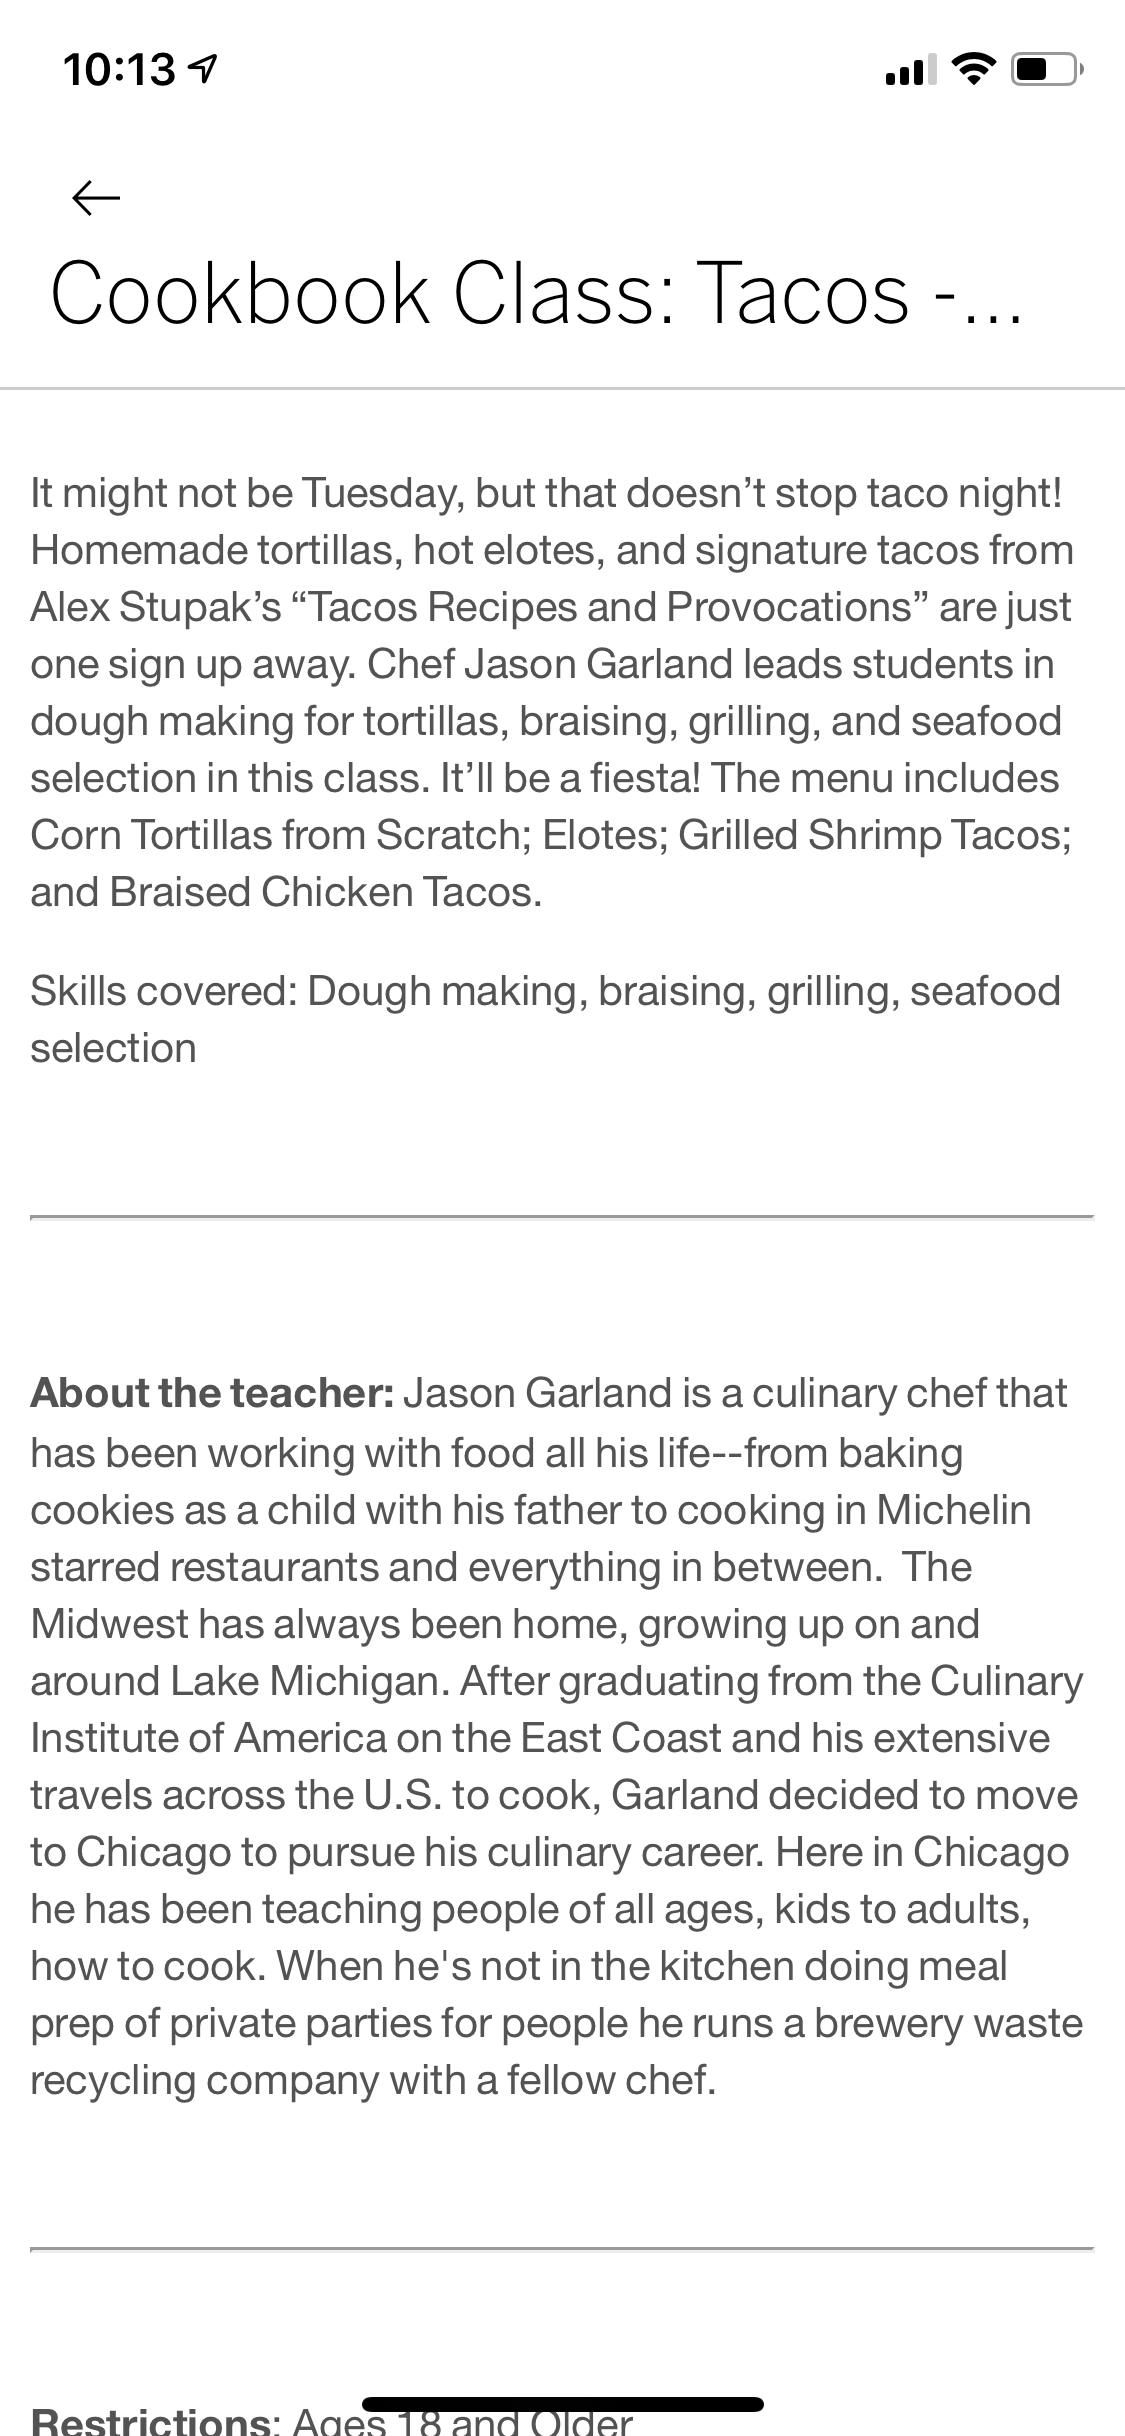 10:13
Cookbook Class: Tacos -...
It might not be Tuesday, but that doesn’t stop taco night!
Homemade tortillas, hot elotes, and signature tacos from
Alex Stupak’s “Tacos Recipes and Provocations” are just
one sign up away. Chef Jason Garland leads students in
dough making for tortillas, braising, grilling, and seafood
selection in this class. It’ll be a fiesta! The menu includes
Corn Tortillas from Scratch; Elotes; Grilled Shrimp Tacos;
and Braised Chicken Tacos.
Skills covered: Dough making, braising, grilling, seafood
selection
About the teacher: Jason Garland is a culinary chef that
has been working with food all his life--from baking
cookies as a child with his father to cooking in Michelin
starred restaurants and everything in between.  The
Midwest has always been home, growing up on and
around Lake Michigan. After graduating from the Culinary
Institute of America on the East Coast and his extensive
travels across the U.S. to cook, Garland decided to move
to Chicago to pursue his culinary career. Here in Chicago
he has been teaching people of all ages, kids to adults,
how to cook. When he's not in the kitchen doing meal
prep of private parties for people he runs a brewery waste
recycling company with a fellow chef.
Restrictions: Ages 18 and Older